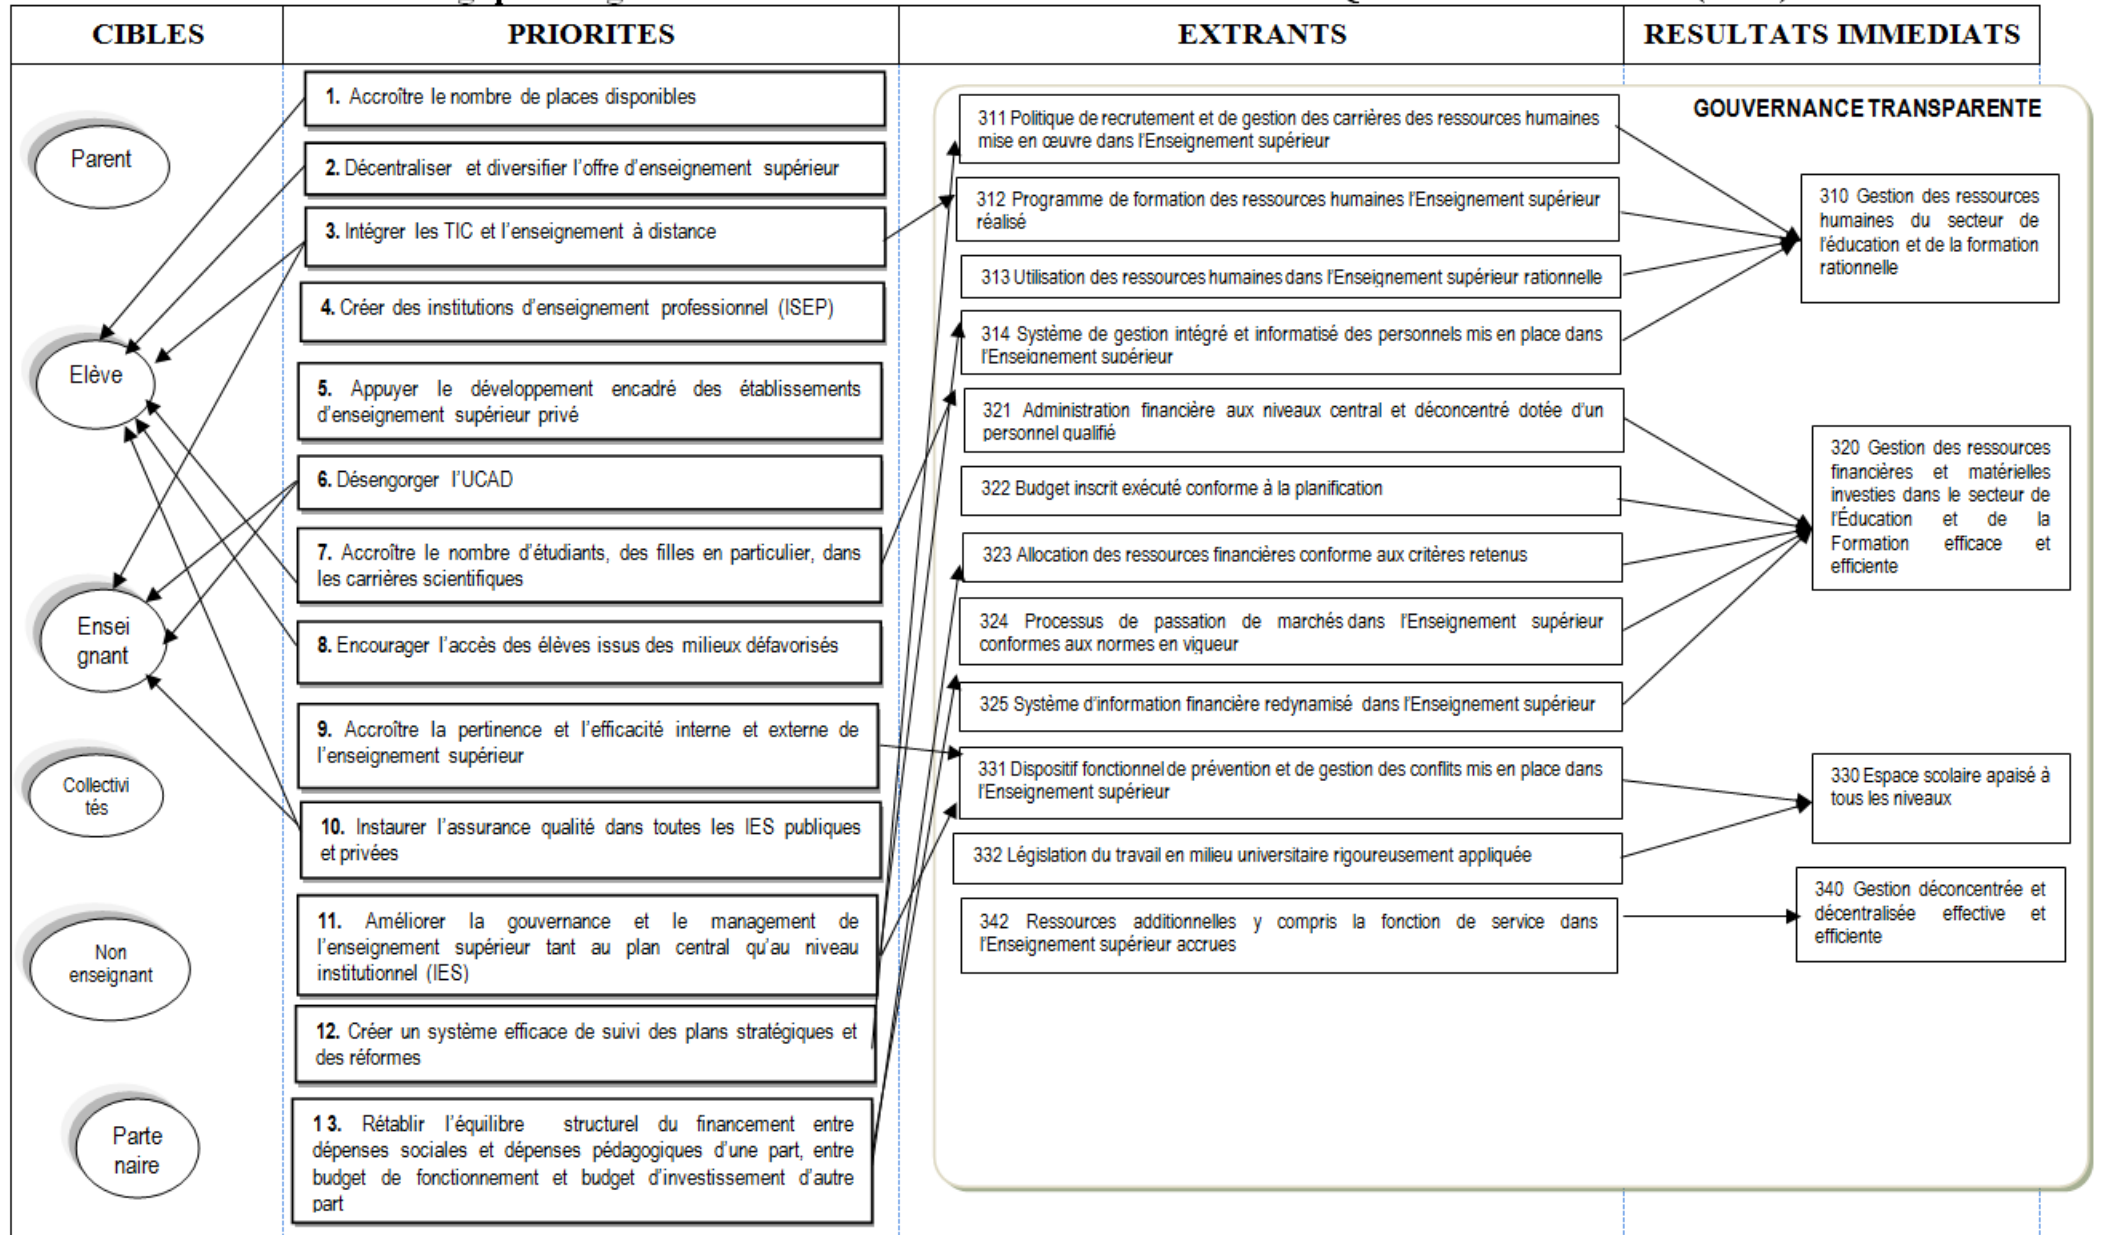 CIBLES
PRIORITES
EXTRANTS
RESULTATS IMMEDIATS
Parent
Elève
Ensei
gnant
Collectivi
tés
Non
enseignant
Parte
naire
1. Accroître le nombre de places disponibles
2. Décentraliser et diversifier l'offre d'enseignement supérieur
3. Intégrer les TIC et l'enseignement à distance
4. Créer des institutions d'enseignement professionnel (ISEP)
5. Appuyer le développement encadré des établissements
d'enseignement supérieur privé
6. Désengorger l'UCAD
7. Accroître le nombre d'étudiants, des filles en particulier, dans
les carrières scientifiques
8. Encourager l'accès des élèves issus des milieux défavorisés
9. Accroître la pertinence et l'efficacité interne et externe de
l'enseignement supérieur
10. Instaurer l'assurance qualité dans toutes les IES publiques
et privées
11. Améliorer la gouvernance et le management de
l'enseignement supérieur tant au plan central qu'au niveau
institutionnel (IES)
12. Créer un système efficace de suivi des plans stratégiques et
des réformes
13. Rétablir l'équilibre structurel du financement entre
dépenses sociales et dépenses pédagogiques d'une part, entre
budget de fonctionnement et budget d'investissement d'autre
part
311 Politique de recrutement et de gestion des carrières des ressources humaines
mise en œuvre dans l'Enseignement supérieur
312 Programme de formation des ressources humaines l'Enseignement supérieur
réalisé
313 Utilisation des ressources humaines dans l'Enseignement supérieur rationnelle
314 Système de gestion intégré et informatisé des personnels mis en place dans
l'Enseignement supérieur
321 Administration financière aux niveaux central et déconcentré dotée d'un
personnel qualifié
322 Budget inscrit exécuté conforme à la planification
323 Allocation des ressources financières conforme aux critères retenus
324 Processus de passation de marchés dans l'Enseignement supérieur
conformes aux normes en vigueur
325 Système d'information financière redynamisé dans l'Enseignement supérieur
331 Dispositif fonctionnel de prévention et de gestion des conflits mis en place dans
l'Enseignement supérieur
332 Législation du travail en milieu universitaire rigoureusement appliquée
342 Ressources additionnelles y compris la fonction de service dans
l'Enseignement supérieur accrues
GOUVERNANCE TRANSPARENTE
310 Gestion des ressources
humaines du secteur de
l'éducation et de la formation
rationnelle
320 Gestion des ressources
financières et matérielles
investies dans le secteur de
l'Éducation et de la
Formation efficace et
efficiente
330 Espace scolaire apaisé à
tous les niveaux
340 Gestion déconcentrée et
décentralisée effective et
efficiente